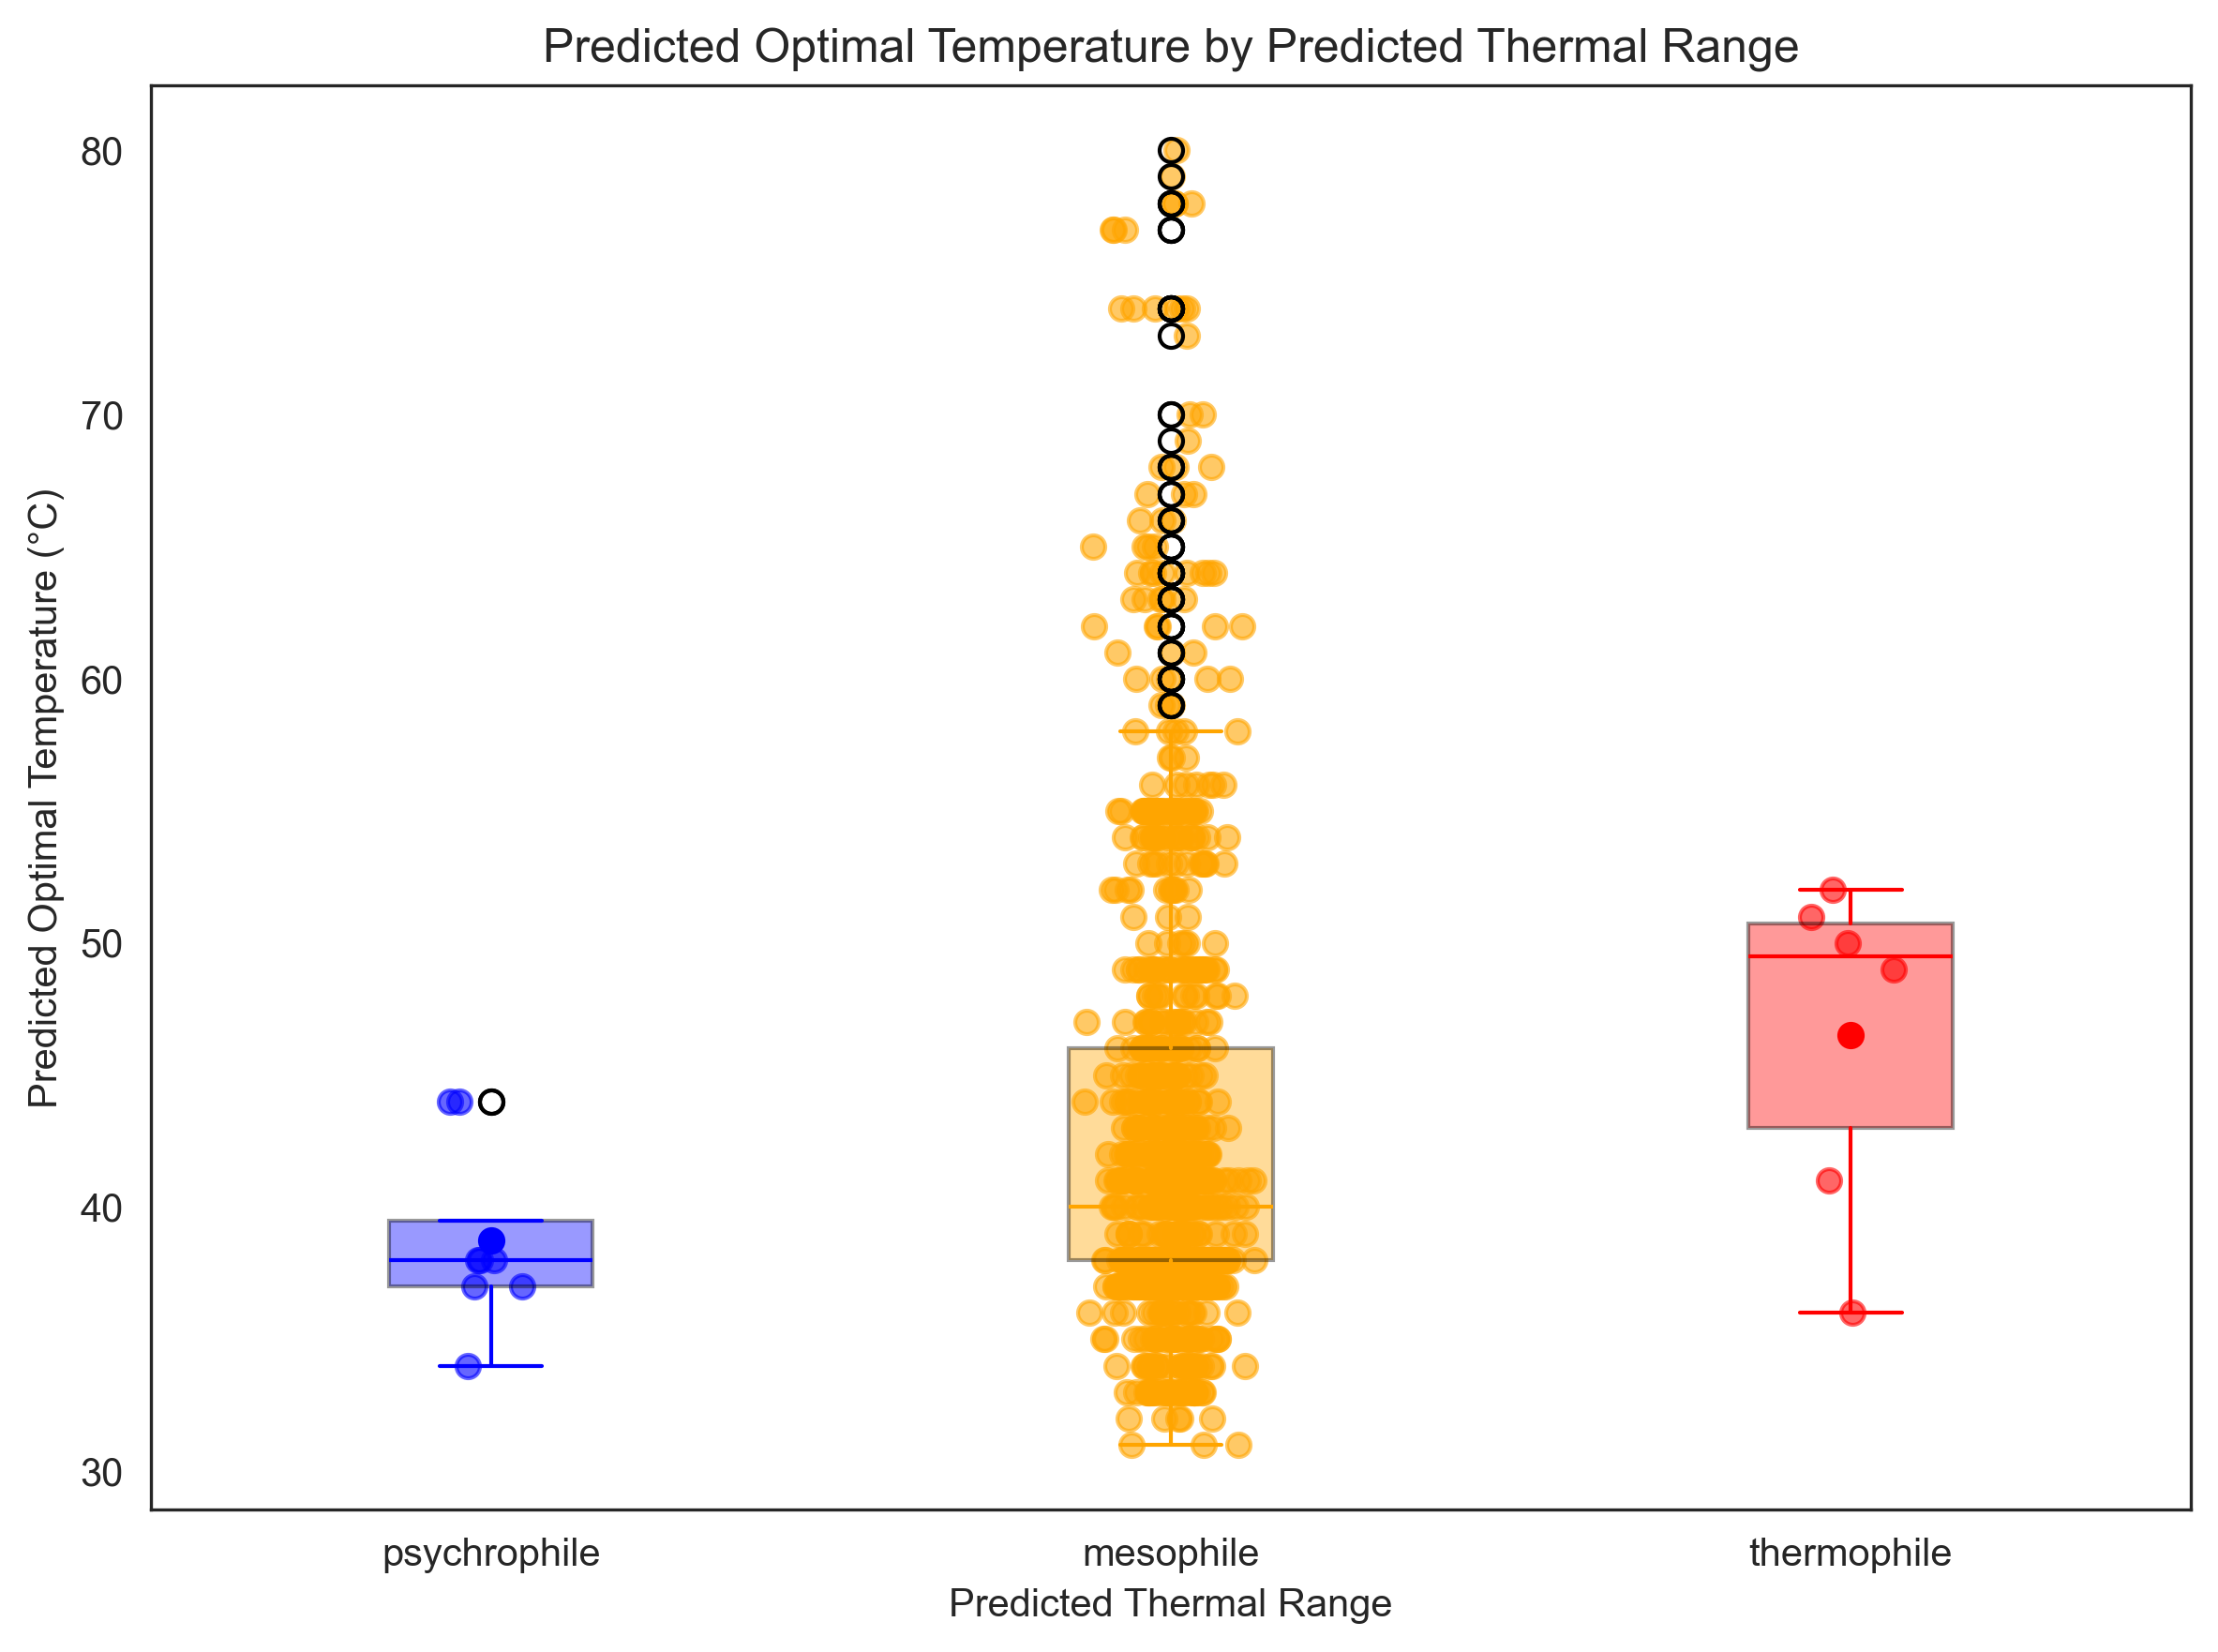 Predicted Optimal Temperature by Predicted Thermal Range
Predicted Optimal Temperature (°C)
80
70
60
50
40
30
psychrophile
mesophile
thermophile
Predicted Thermal Range